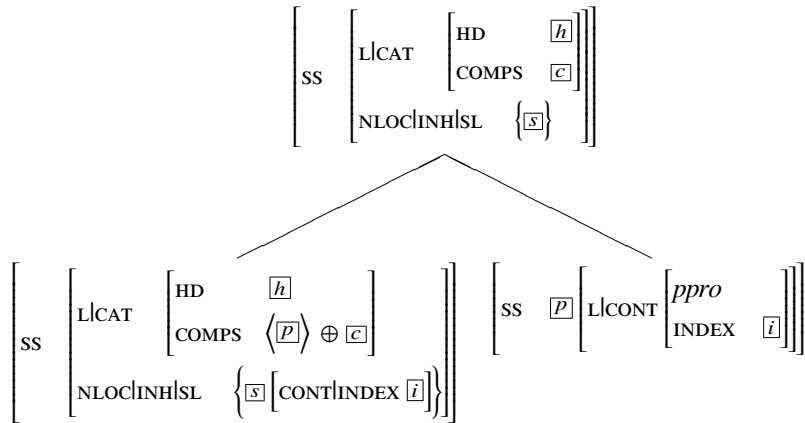 HD h
L|CAT
COMPS c
SS
NLOC|INH|SL {s}
HD h
L|CAT
COMPS ⟨p⟩ ⊕ c
SS
NLOC|INH|SL {s [CONT|INDEX i]}
ppro
SS p L|CONT
INDEX i